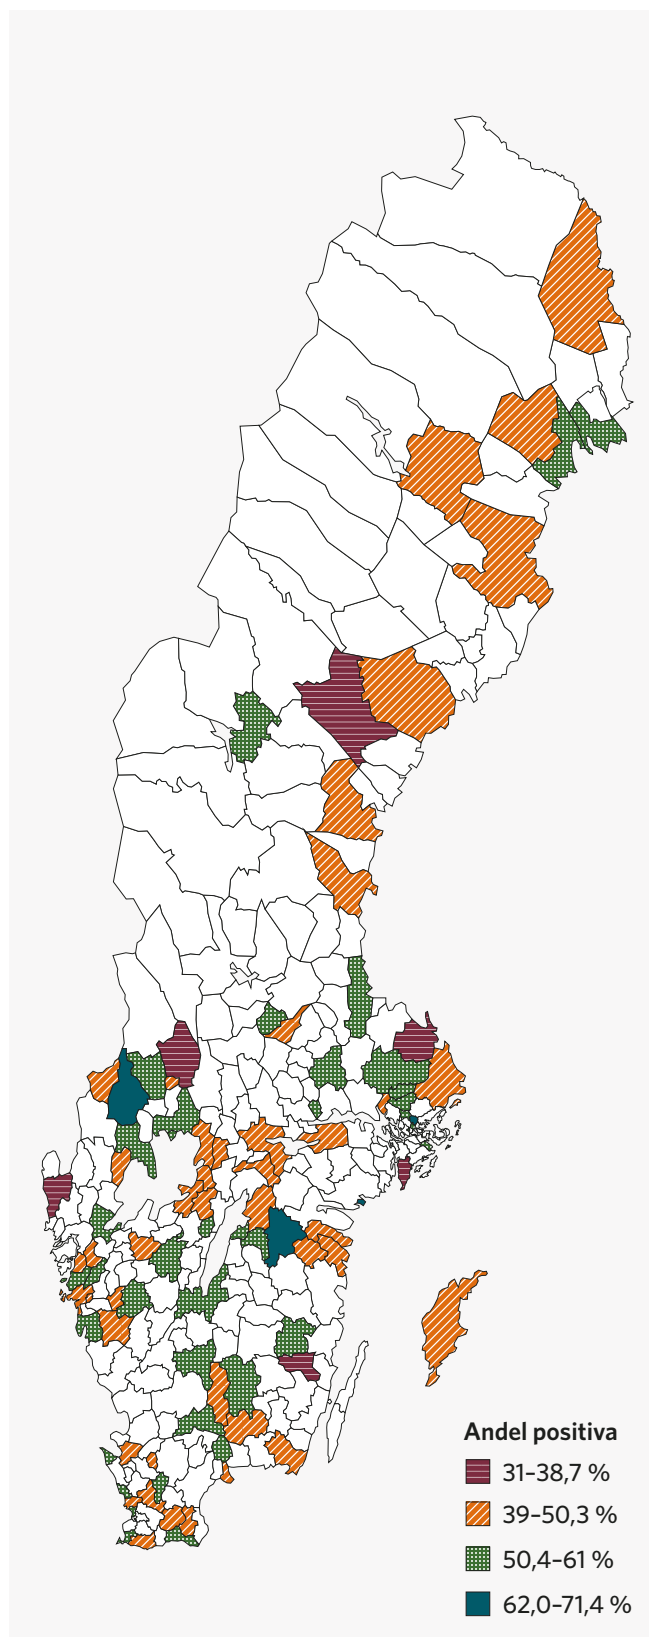 Andel positiva
31–38,7 %
39–50,3 %
50,4–61 %
62,0–71,4 %